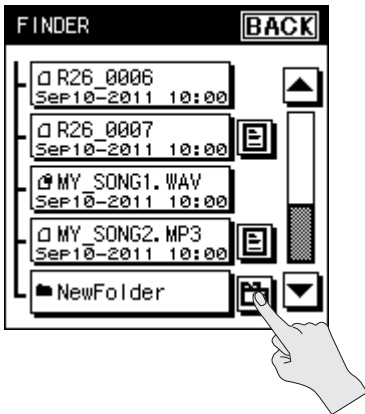 FINDER BACK
R26_0006
Sep10-2011 10:00
R26_0007
Sep10-2011 10:00
MY_SONG1.WAV
Sep10-2011 10:00
MY_SONG2.MP3
Sep10-2011 10:00
NewFolder